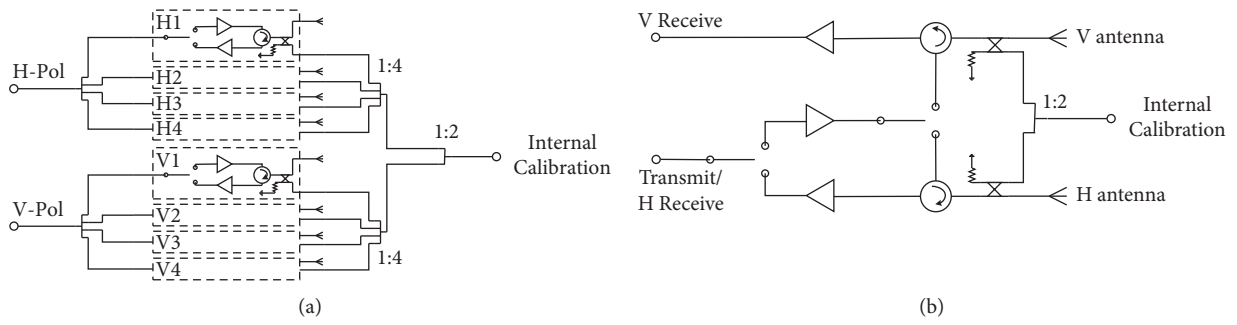 H-Pol
H1
H2
H3
H4
1:4
V-Pol
V1
V2
V3
V4
1:4
1:2
Internal
Calibration
(a)
V Receive
Transmit/
H Receive
V antenna
1:2
Internal
Calibration
H antenna
(b)